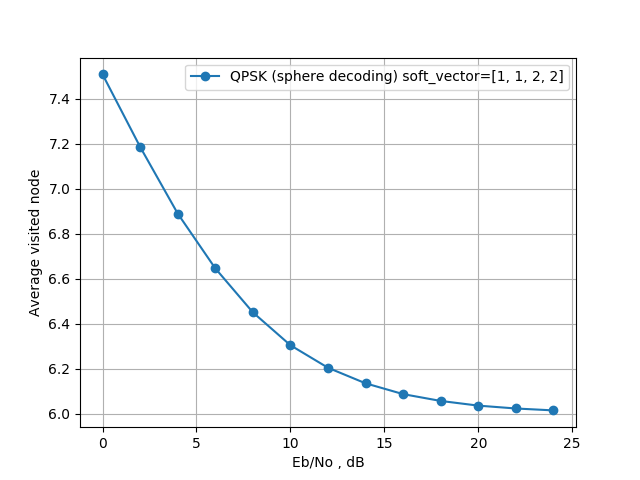 QPSK (sphere decoding) soft_vector=[1, 1, 2, 2]
7.4
7.2
7.0
6.8
6.6
6.4
6.2
6.0
Average visited node
0 5 10 15 20 25
Eb/No , dB